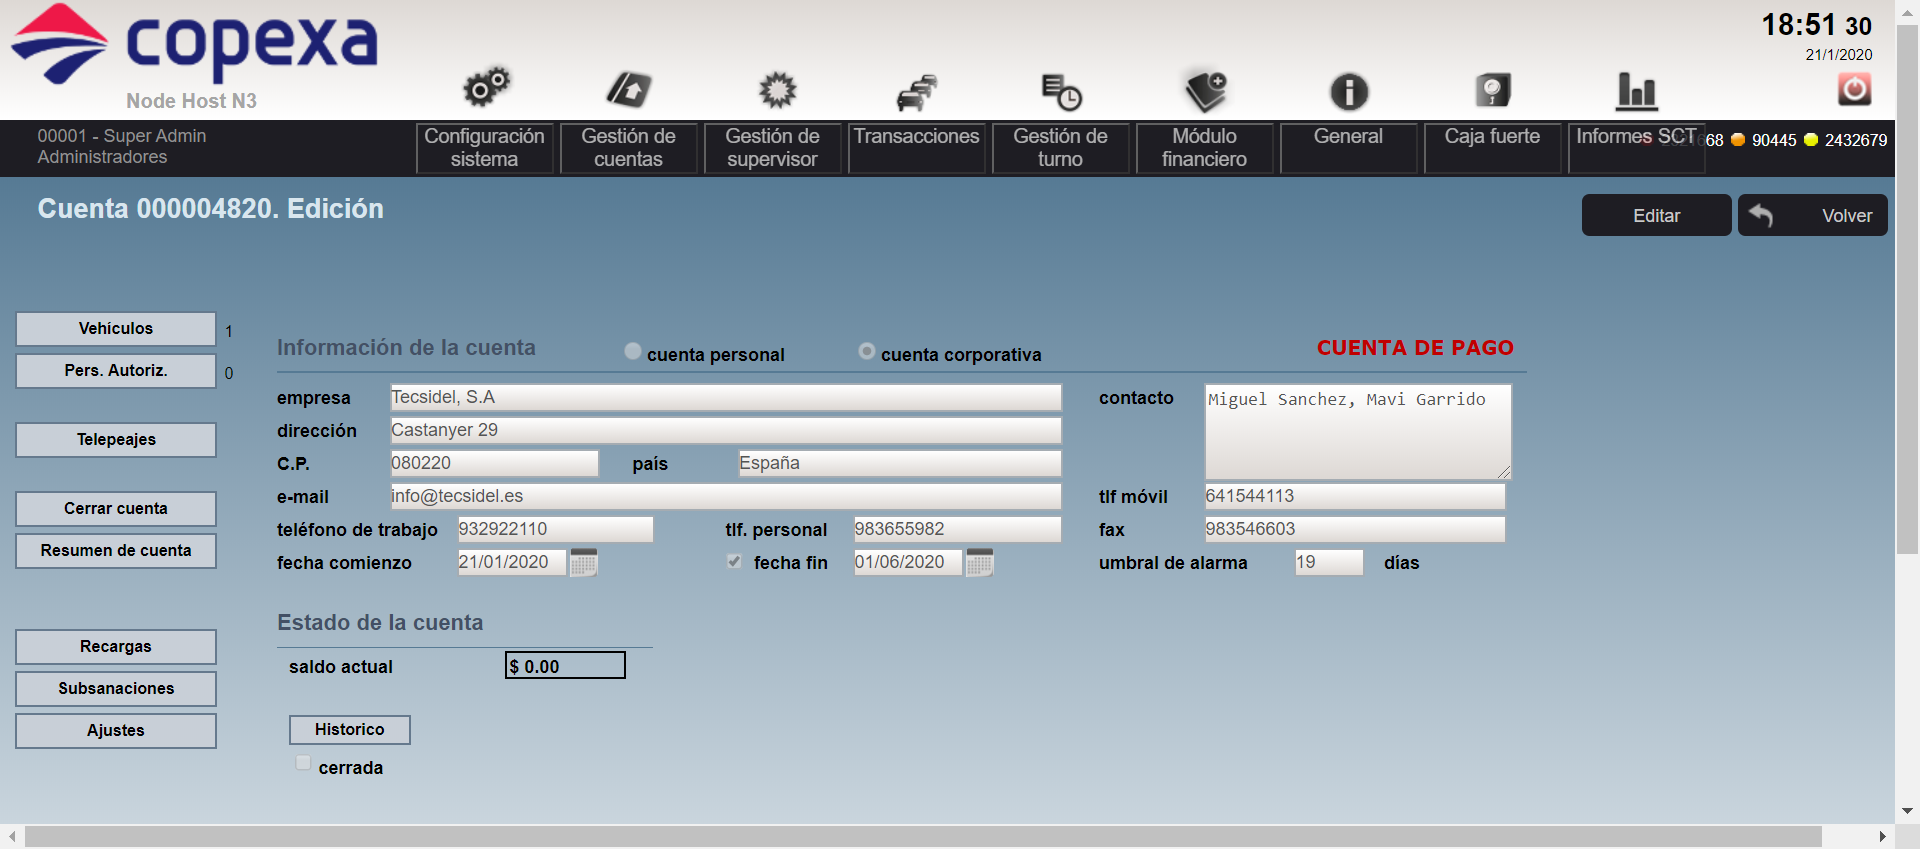 copexa
Node Host N3
18:51 30
21/1/2020
00001 - Super Admin
Administradores
Configuración
sistema
Gestión de
cuentas
Gestión de
supervisor
Transacciones
Gestión de
turno
Módulo
financiero
General
Caja fuerte
Informes SCT
68 90445 2432679
Cuenta 000004820. Edición
Editar
Volver
Vehículos 1
Pers. Autoriz. 0
Telepeajes
Cerrar cuenta
Resumen de cuenta
Recargas
Subsanaciones
Ajustes
Información de la cuenta cuenta personal cuenta corporativa CUENTA DE PAGO
empresa Tecsidel, S.A contacto Miguel Sanchez, Mavi Garrido
dirección Castanyer 29
C.P. 080220 país España
e-mail info@tecsidel.es tlf móvil 641544113
teléfono de trabajo 932922110 tlf. personal 983655982 fax 983546603
fecha comienzo 21/01/2020 fecha fin 01/06/2020 umbral de alarma 19 días
Estado de la cuenta
saldo actual $ 0.00
Historico
cerrada